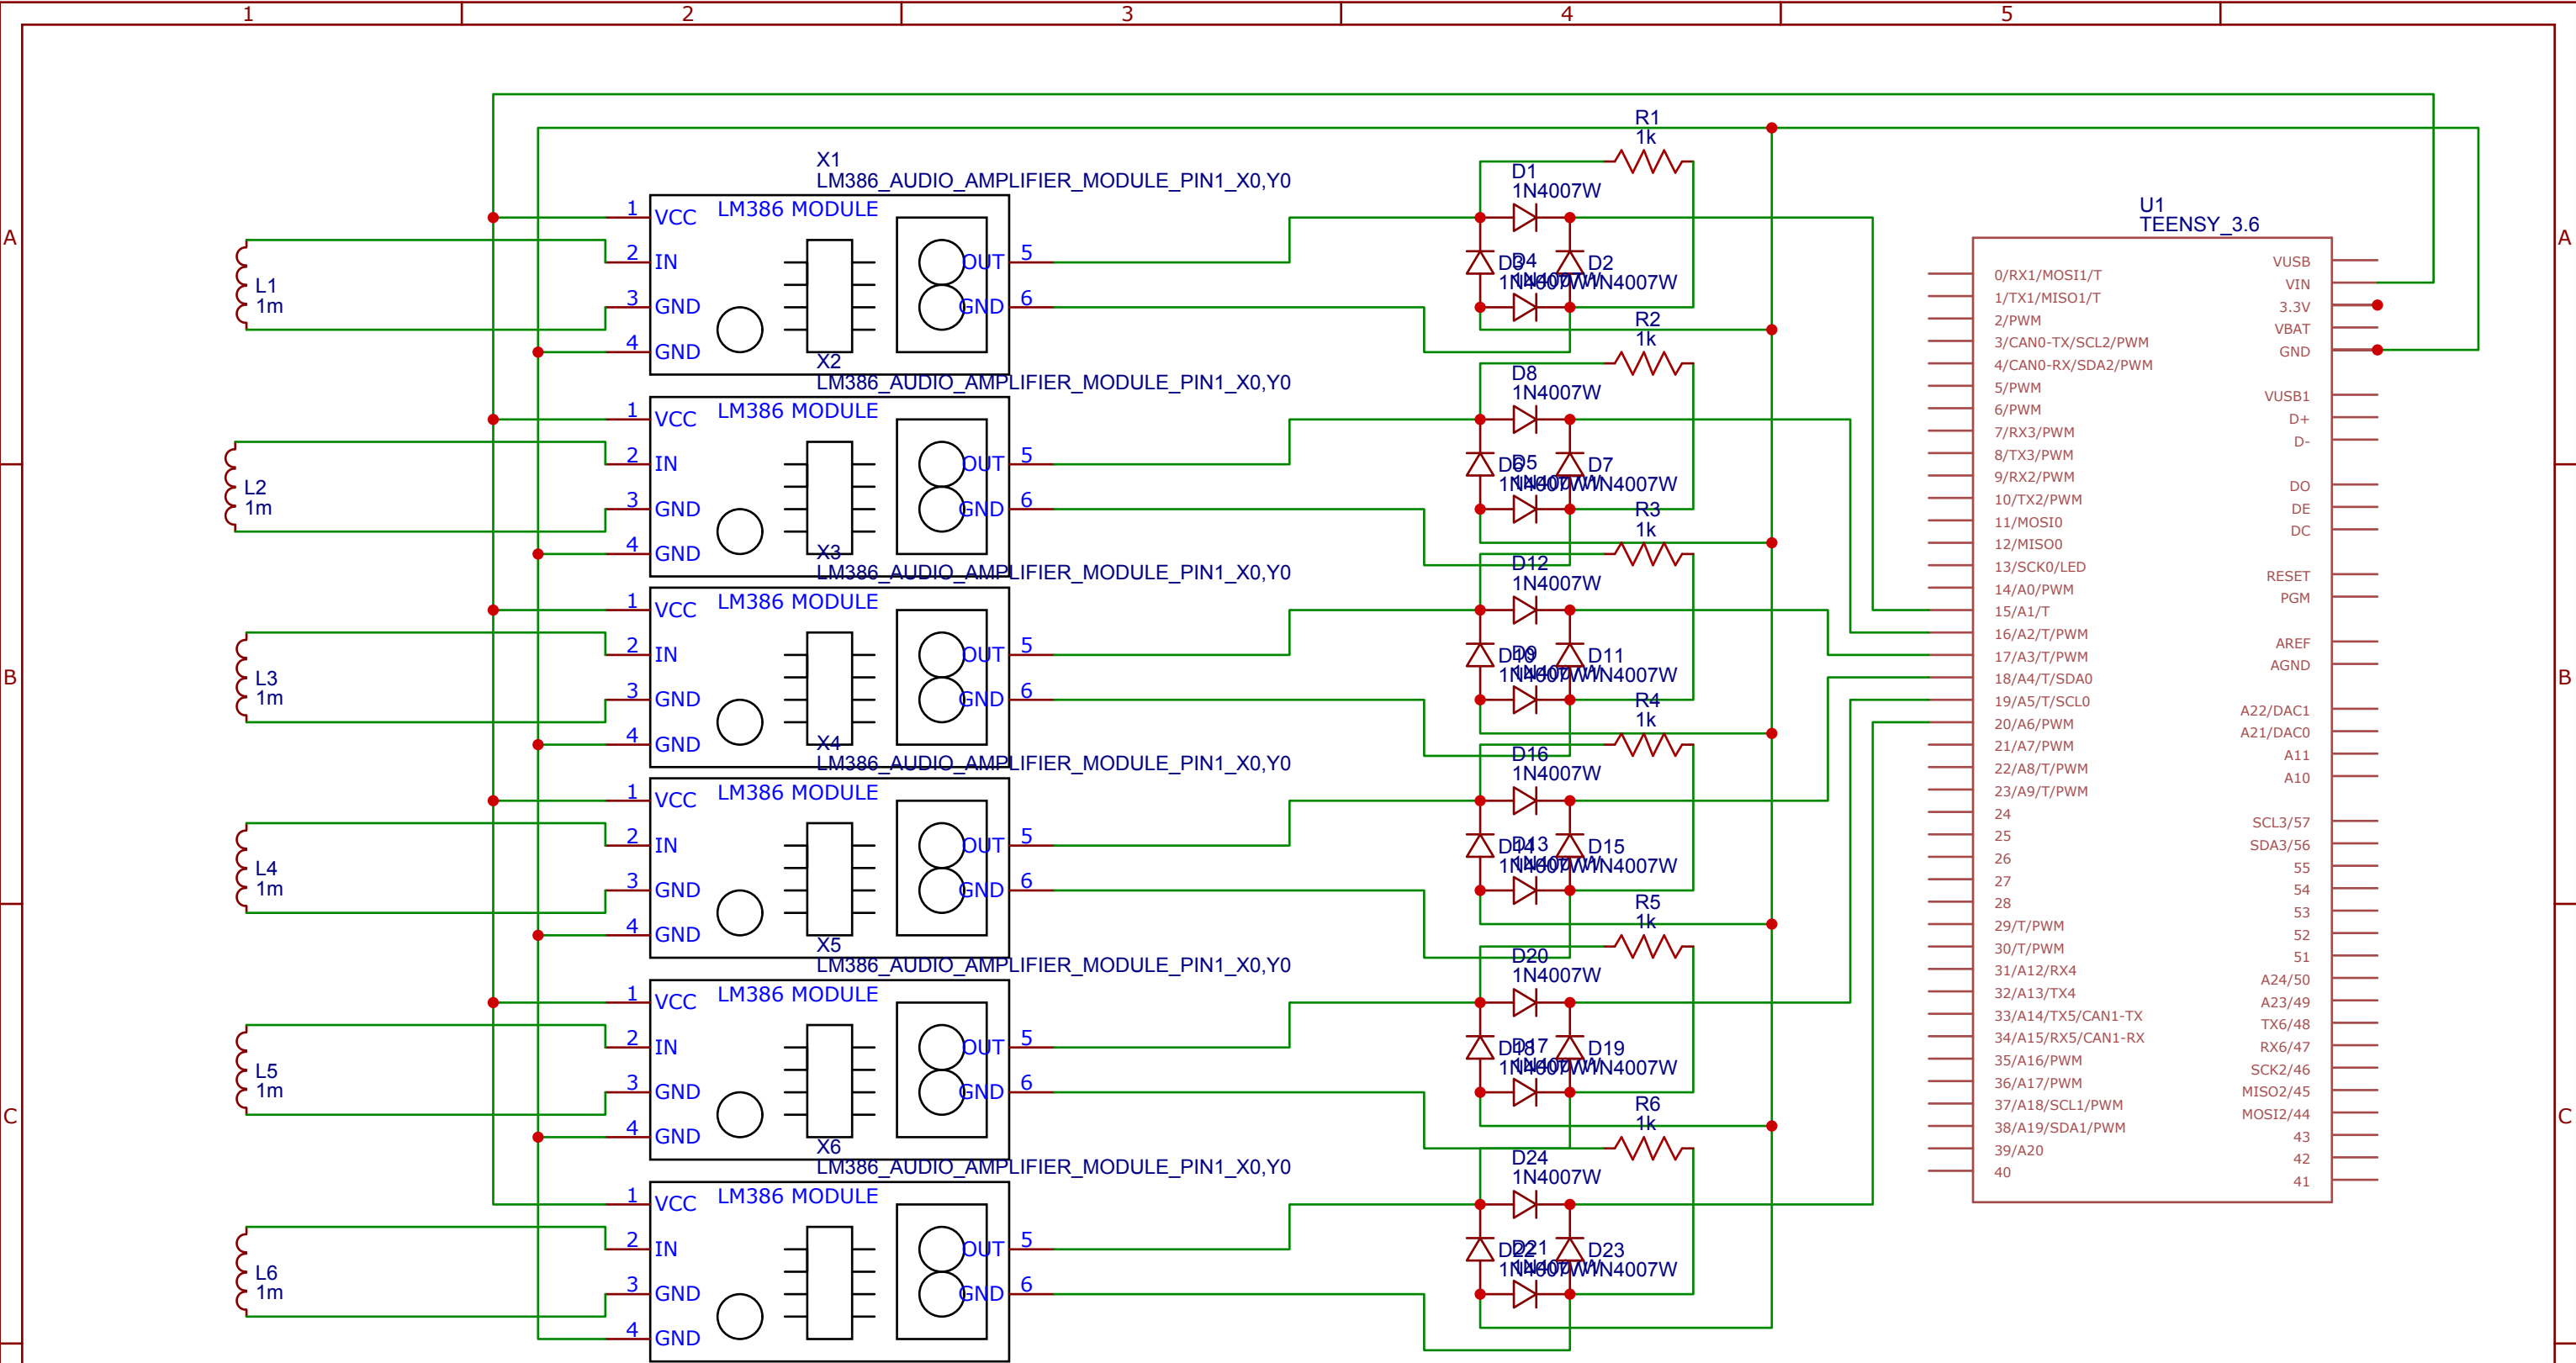 1 2 3 4 5
A
B
C
A
B
C
X1
LM386_AUDIO_AMPLIFIER_MODULE_PIN1_X0,Y0
LM386 MODULE
1 VCC
2 IN
3 GND
4 GND
OUT 5
GND 6
L1
1m
X2
LM386_AUDIO_AMPLIFIER_MODULE_PIN1_X0,Y0
LM386 MODULE
1 VCC
2 IN
3 GND
4 GND
OUT 5
GND 6
L2
1m
X3
LM386_AUDIO_AMPLIFIER_MODULE_PIN1_X0,Y0
LM386 MODULE
1 VCC
2 IN
3 GND
4 GND
OUT 5
GND 6
L3
1m
X4
LM386_AUDIO_AMPLIFIER_MODULE_PIN1_X0,Y0
LM386 MODULE
1 VCC
2 IN
3 GND
4 GND
OUT 5
GND 6
L4
1m
X5
LM386_AUDIO_AMPLIFIER_MODULE_PIN1_X0,Y0
LM386 MODULE
1 VCC
2 IN
3 GND
4 GND
OUT 5
GND 6
L5
1m
X6
LM386_AUDIO_AMPLIFIER_MODULE_PIN1_X0,Y0
LM386 MODULE
1 VCC
2 IN
3 GND
4 GND
OUT 5
GND 6
L6
1m
R1
1k
D1
1N4007W
D3
D4
D2
1N4007W
R2
1k
D8
1N4007W
D6
D5
D7
1N4007W
R3
1k
D12
1N4007W
D10
D9
D11
1N4007W
R4
1k
D16
1N4007W
D14
D13
D15
1N4007W
R5
1k
D20
1N4007W
D18
D17
D19
1N4007W
R6
1k
D24
1N4007W
D22
D21
D23
1N4007W
U1
TEENSY_3.6
0/RX1/MOSI1/T
1/TX1/MISO1/T
2/PWM
3/CAN0-TX/SCL2/PWM
4/CAN0-RX/SDA2/PWM
5/PWM
6/PWM
7/RX3/PWM
8/TX3/PWM
9/RX2/PWM
10/TX2/PWM
11/MOSI0
12/MISO0
13/SCK0/LED
14/A0/PWM
15/A1/T
16/A2/T/PWM
17/A3/T/PWM
18/A4/T/SDA0
19/A5/T/SCL0
20/A6/PWM
21/A7/PWM
22/A8/T/PWM
23/A9/T/PWM
24
25
26
27
28
29/T/PWM
30/T/PWM
31/A12/RX4
32/A13/TX4
33/A14/TX5/CAN1-TX
34/A15/RX5/CAN1-RX
35/A16/PWM
36/A17/PWM
37/A18/SCL1/PWM
38/A19/SDA1/PWM
39/A20
40
VUSB
VIN
3.3V
VBAT
GND
VUSB1
D+
D-
DO
DE
DC
RESET
PGM
AREF
AGND
A22/DAC1
A21/DAC0
A11
A10
SCL3/57
SDA3/56
55
54
53
52
51
A24/50
A23/49
TX6/48
RX6/47
SCK2/46
MISO2/45
MOSI2/44
43
42
41